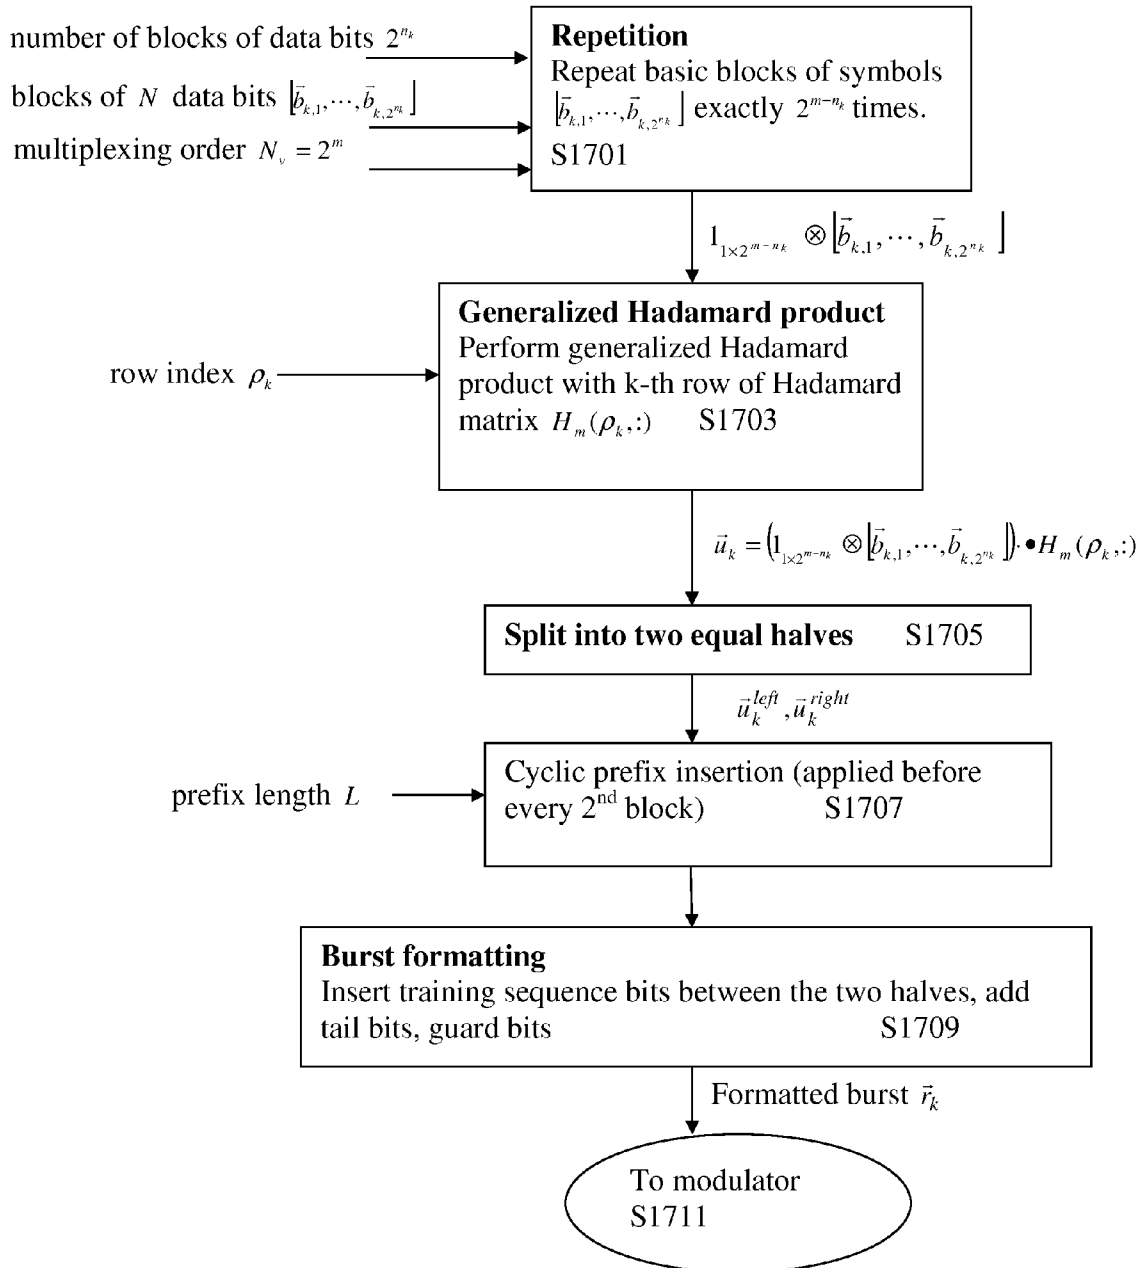 number of blocks of data bits 2^{n_k}
blocks of N data bits ⌊b⃗_{k,1},⋯,b⃗_{k,2^{n_k}}⌋
multiplexing order N_v = 2^m
Repetition
Repeat basic blocks of symbols
⌊b⃗_{k,1},⋯,b⃗_{k,2^{n_k}}⌋ exactly 2^{m−n_k} times.
S1701
1_{1×2^{m−n_k}} ⊗ ⌊b⃗_{k,1},⋯,b⃗_{k,2^{n_k}}⌋
row index ρ_k
Generalized Hadamard product
Perform generalized Hadamard
product with k-th row of Hadamard
matrix H_m(ρ_k,:) S1703
u⃗_k = (1_{1×2^{m−n_k}} ⊗ ⌊b⃗_{k,1},⋯,b⃗_{k,2^{n_k}}⌋)·•H_m(ρ_k,:)
Split into two equal halves S1705
u⃗_k^{left},u⃗_k^{right}
prefix length L
Cyclic prefix insertion (applied before
every 2^{nd} block) S1707
Burst formatting
Insert training sequence bits between the two halves, add
tail bits, guard bits S1709
Formatted burst r⃗_k
To modulator
S1711